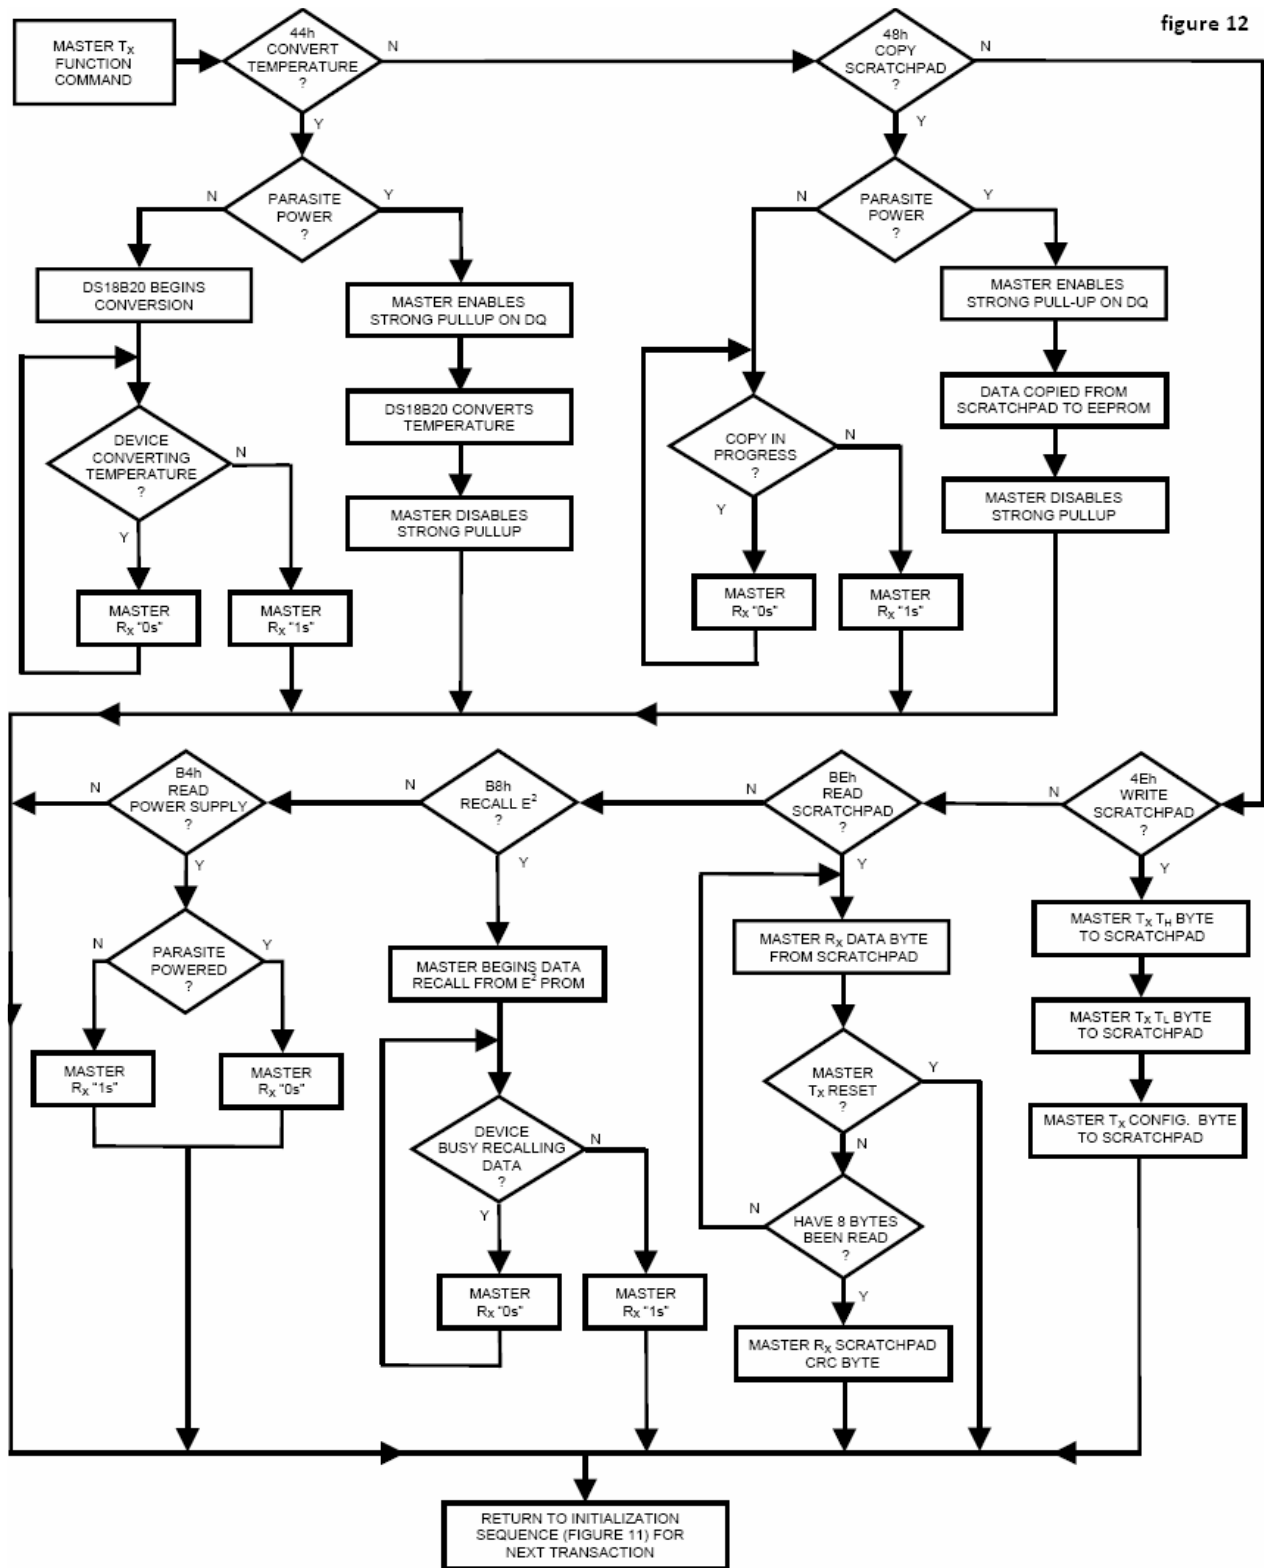 figure 12
MASTER TX
FUNCTION
COMMAND
44h
CONVERT
TEMPERATURE
?
N
Y
48h
COPY
SCRATCHPAD
?
N
Y
PARASITE
POWER
?
N
Y
PARASITE
POWER
?
N
Y
DS18B20 BEGINS
CONVERSION
MASTER ENABLES
STRONG PULLUP ON DQ
MASTER ENABLES
STRONG PULL-UP ON DQ
DS18B20 CONVERTS
TEMPERATURE
DATA COPIED FROM
SCRATCHPAD TO EEPROM
DEVICE
CONVERTING
TEMPERATURE
?
N
Y
COPY IN
PROGRESS
?
N
Y
MASTER DISABLES
STRONG PULLUP
MASTER DISABLES
STRONG PULLUP
MASTER
RX "0s"
MASTER
RX "1s"
MASTER
RX "0s"
MASTER
RX "1s"
B4h
READ
POWER SUPPLY
?
N
Y
B8h
RECALL E2
?
N
Y
BEh
READ
SCRATCHPAD
?
N
Y
4Eh
WRITE
SCRATCHPAD
?
N
Y
PARASITE
POWERED
?
N
Y
MASTER BEGINS DATA
RECALL FROM E2 PROM
MASTER RX DATA BYTE
FROM SCRATCHPAD
MASTER TX TH BYTE
TO SCRATCHPAD
MASTER TX TL BYTE
TO SCRATCHPAD
MASTER
RX "1s"
MASTER
RX "0s"
MASTER
TX RESET
?
Y
N
MASTER TX CONFIG. BYTE
TO SCRATCHPAD
DEVICE
BUSY RECALLING
DATA
?
N
Y
HAVE 8 BYTES
BEEN READ
?
N
Y
MASTER
RX "0s"
MASTER
RX "1s"
MASTER RX SCRATCHPAD
CRC BYTE
RETURN TO INITIALIZATION
SEQUENCE (FIGURE 11) FOR
NEXT TRANSACTION